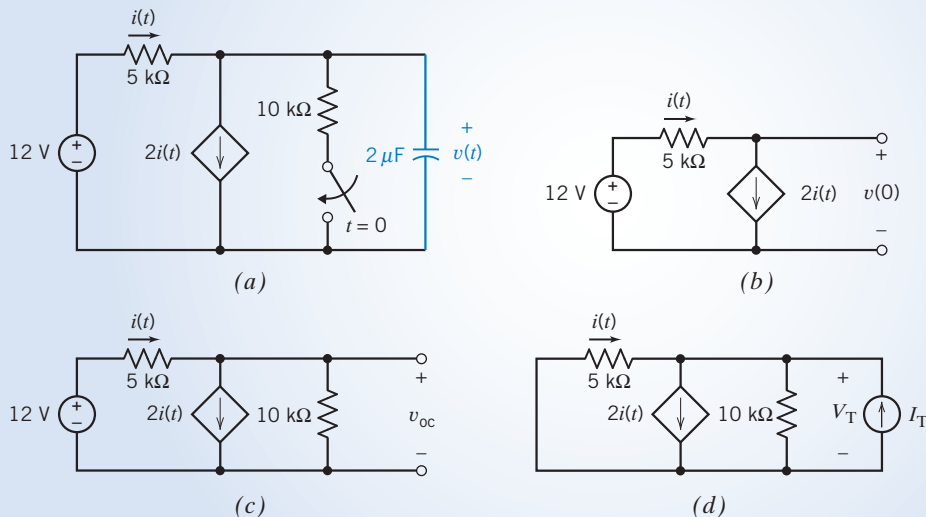 i(t)
5 kΩ
12 V
+
−
2i(t)
10 kΩ
t = 0
2 μF
+
v(t)
−
(a)
i(t)
5 kΩ
12 V
+
−
2i(t)
+
v(0)
−
(b)
i(t)
5 kΩ
12 V
+
−
2i(t)
10 kΩ
+
voc
−
(c)
i(t)
5 kΩ
2i(t)
10 kΩ
+
VT
−
IT
(d)